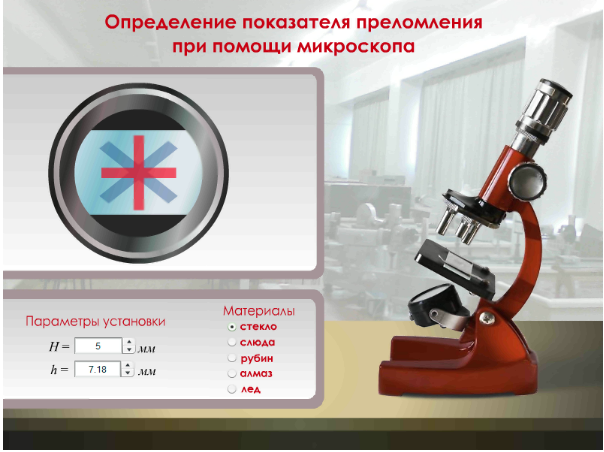 Определение показателя преломления
при помощи микроскопа
Параметры установки
H = 5 мм
h = 7.18 мм
Материалы
стекло
слюда
рубин
алмаз
лед